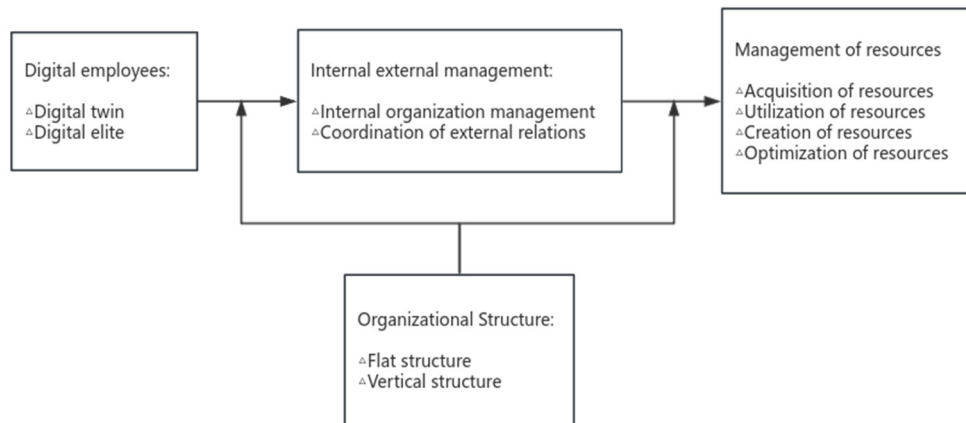 Digital employees:
▵Digital twin
▵Digital elite
Internal external management:
▵Internal organization management
▵Coordination of external relations
Management of resources
▵Acquisition of resources
▵Utilization of resources
▵Creation of resources
▵Optimization of resources
Organizational Structure:
▵Flat structure
▵Vertical structure